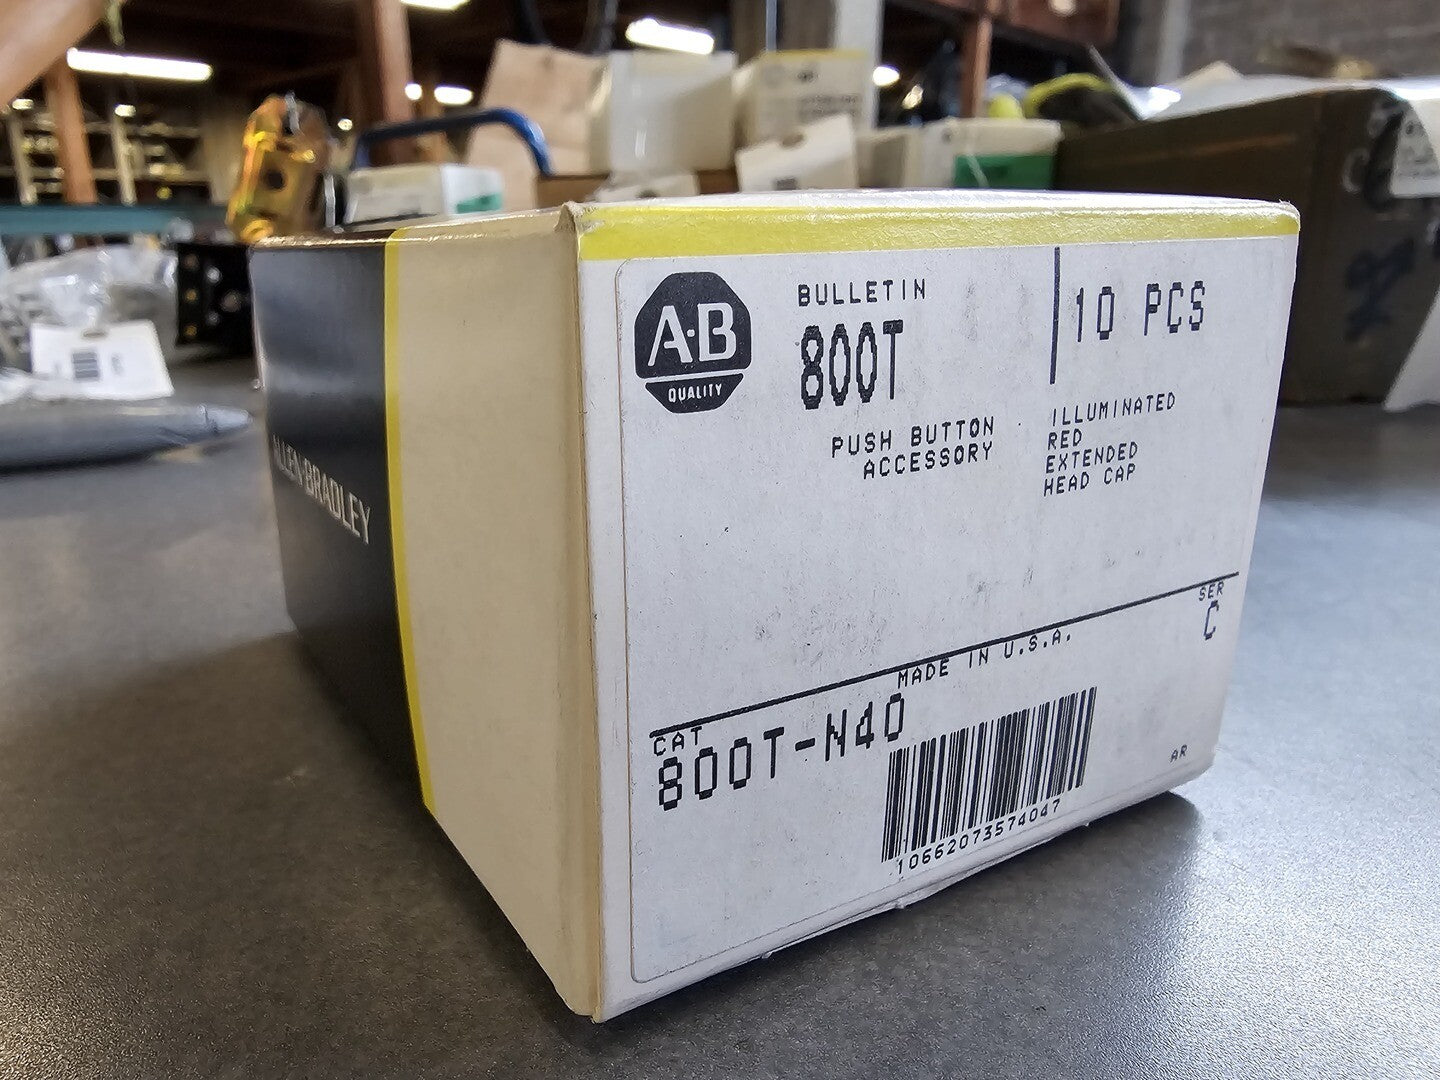 ALLEN-BRADLEY
A·B
QUALITY
BULLETIN
800T
10 PCS
PUSH BUTTON
ACCESSORY
ILLUMINATED
RED
EXTENDED
HEAD CAP
SER
C
MADE IN U.S.A.
CAT
800T-N40
10662073574047
AR